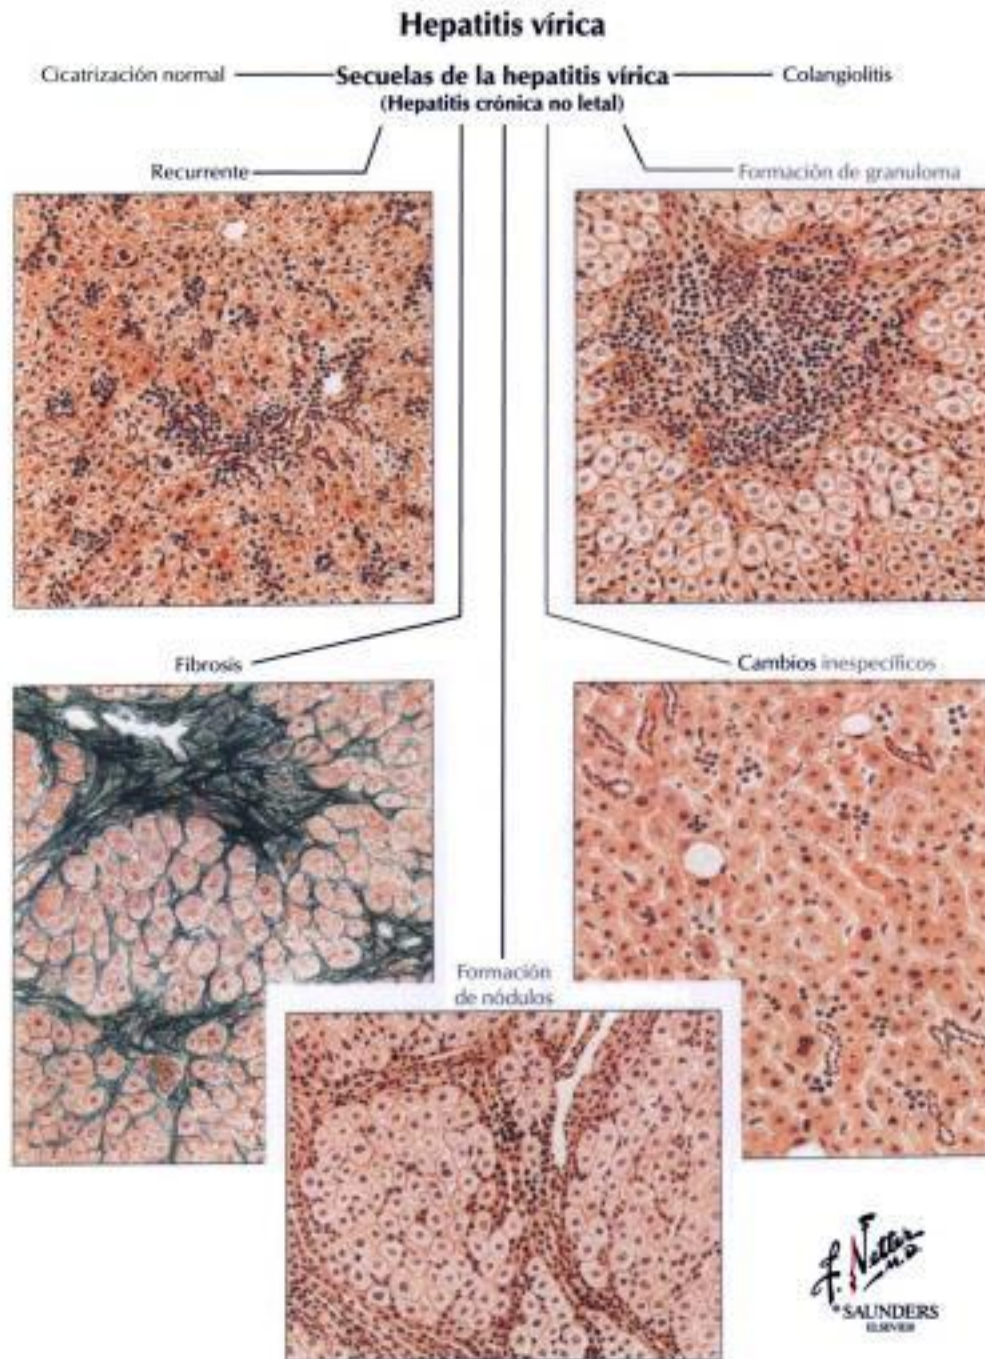 Hepatitis vírica
Cicatrización normal
Secuelas de la hepatitis vírica
Colangiolitis
(Hepatitis crónica no letal)
Recurrente
Formación de granuloma
Fibrosis
Cambios inespecíficos
Formación
de nódulos
F. Netter
M.D.
SAUNDERS
ELSEVIER